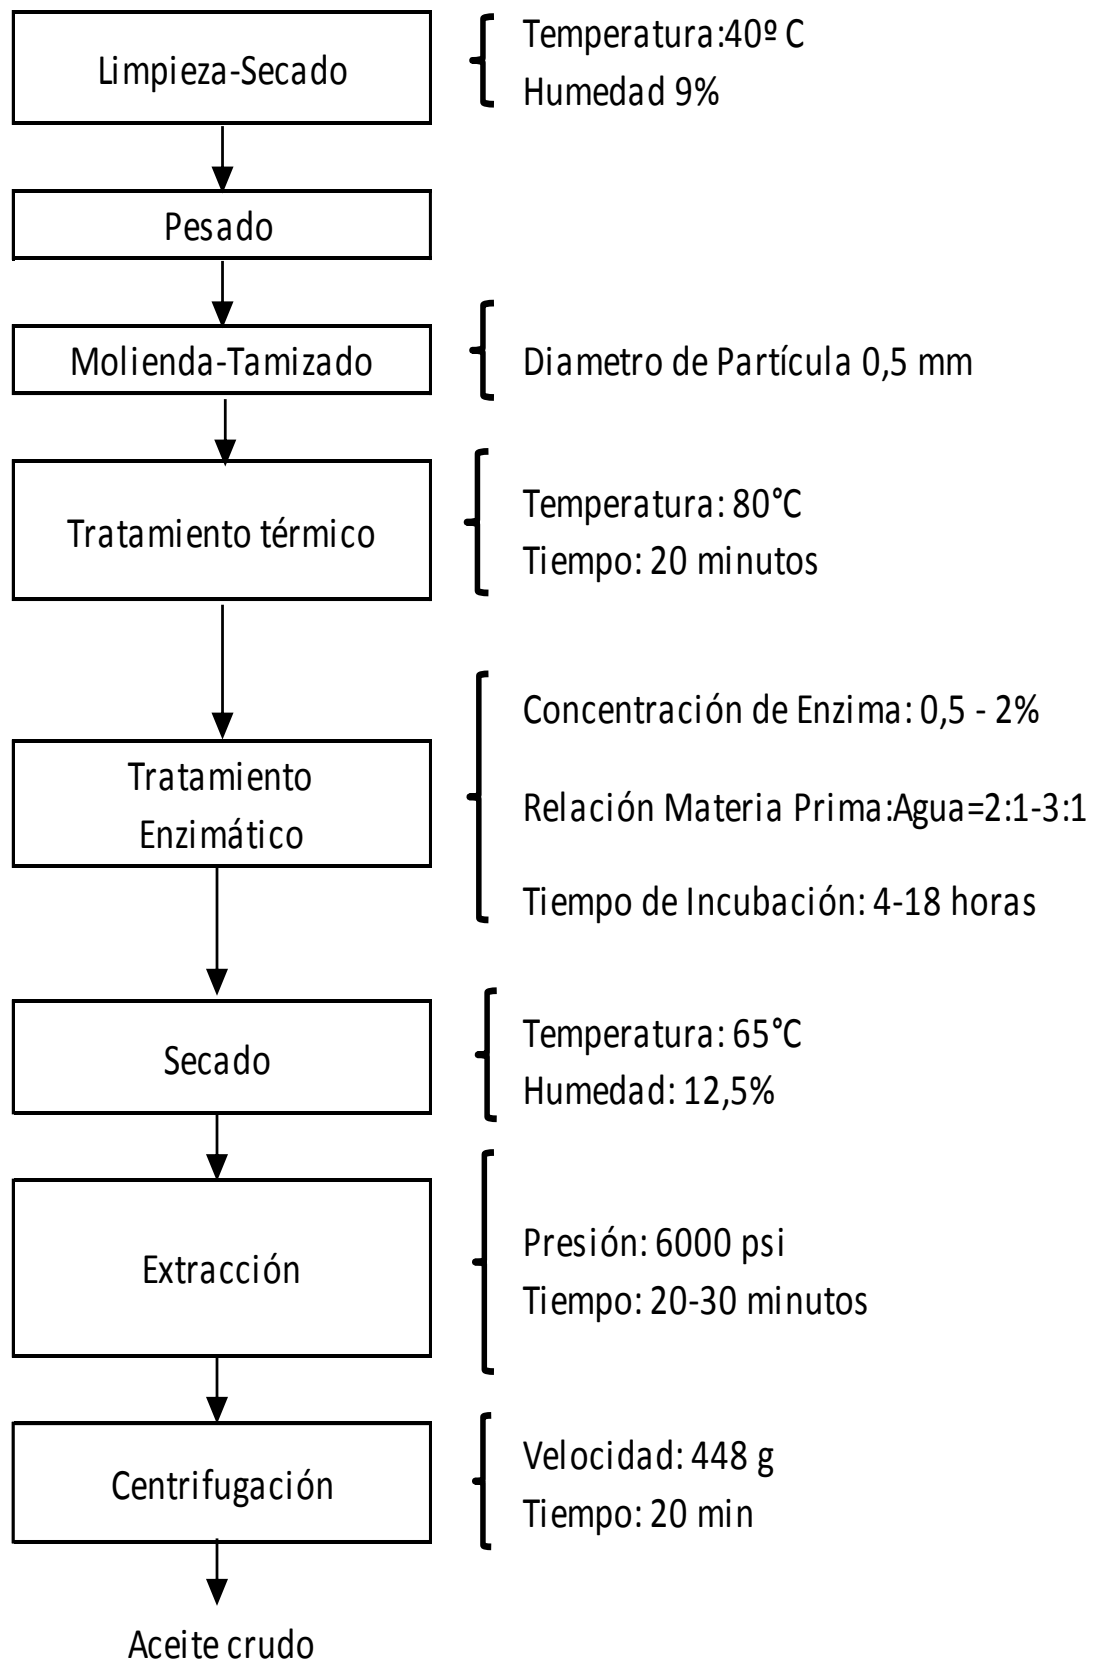 Limpieza-Secado
Temperatura:40º C
Humedad 9%
Pesado
Molienda-Tamizado
Diametro de Partícula 0,5 mm
Tratamiento térmico
Temperatura: 80°C
Tiempo: 20 minutos
Tratamiento
Enzimático
Concentración de Enzima: 0,5 - 2%
Relación Materia Prima:Agua=2:1-3:1
Tiempo de Incubación: 4-18 horas
Secado
Temperatura: 65°C
Humedad: 12,5%
Extracción
Presión: 6000 psi
Tiempo: 20-30 minutos
Centrifugación
Velocidad: 448 g
Tiempo: 20 min
Aceite crudo